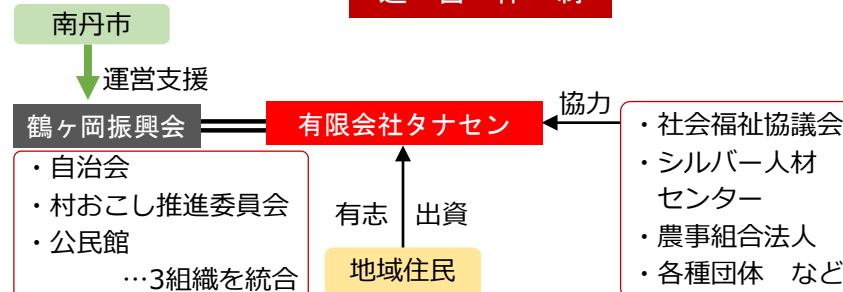 運営体制
南丹市
運営支援
鶴ヶ岡振興会
有限会社タナセン
協力
・自治会
・村おこし推進委員会
・公民館
…3組織を統合
有志
出資
地域住民
・社会福祉協議会
・シルバー人材
センター
・農事組合法人
・各種団体　など